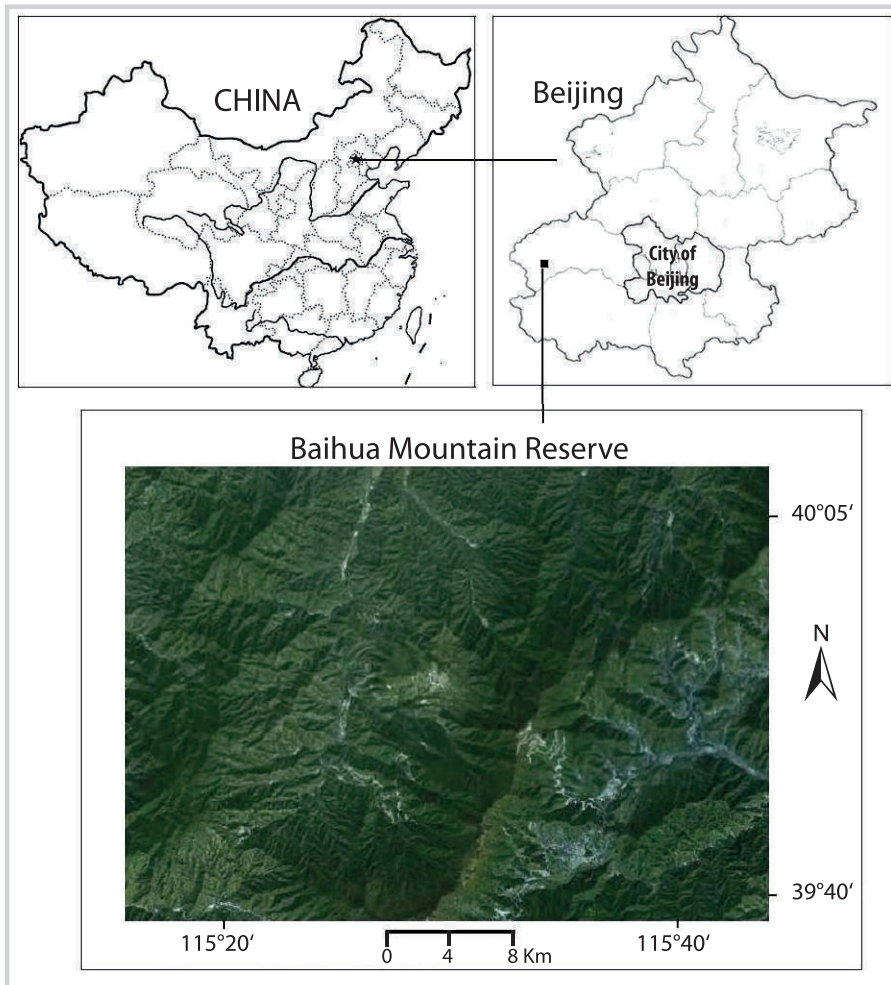 CHINA
Beijing
City of
Beijing
Baihua Mountain Reserve
40°05‘
N
39°40‘
115°20‘
115°40‘
0 4 8 Km